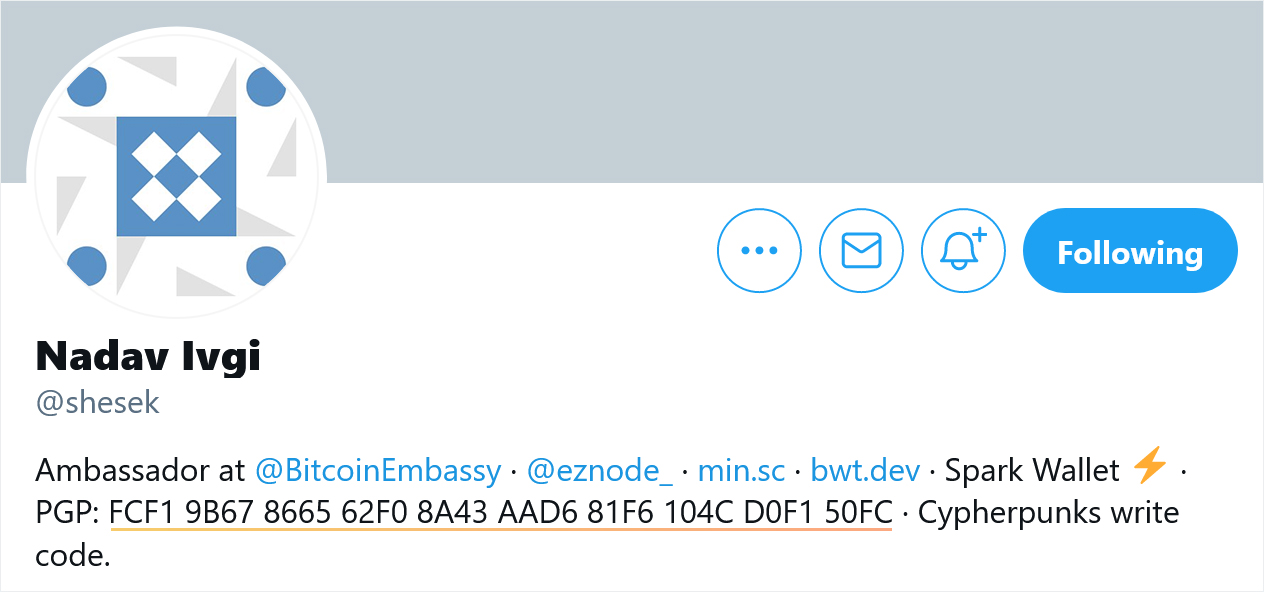 Following
Nadav Ivgi
@shesek
Ambassador at @BitcoinEmbassy · @eznode_ · min.sc · bwt.dev · Spark Wallet ⚡ ·
PGP: FCF1 9B67 8665 62F0 8A43 AAD6 81F6 104C D0F1 50FC · Cypherpunks write
code.